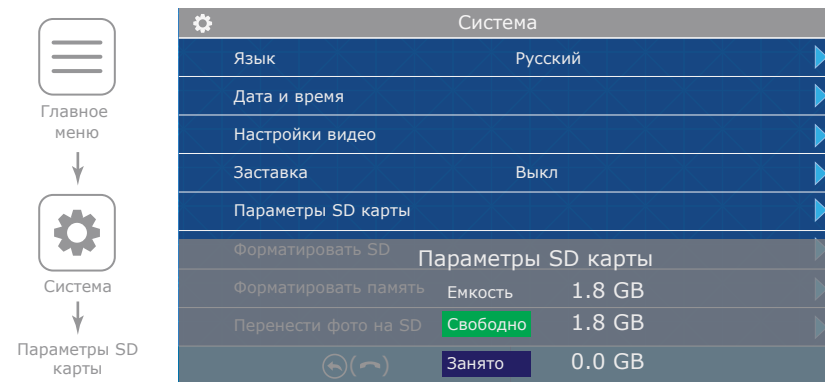 Главное
меню
Система
Параметры SD
карты
Система
Язык Русский
Дата и время
Настройки видео
Заставка Выкл
Параметры SD карты
Форматировать SD
Форматировать память
Перенести фото на SD
Параметры SD карты
Емкость 1.8 GB
Свободно 1.8 GB
Занято 0.0 GB